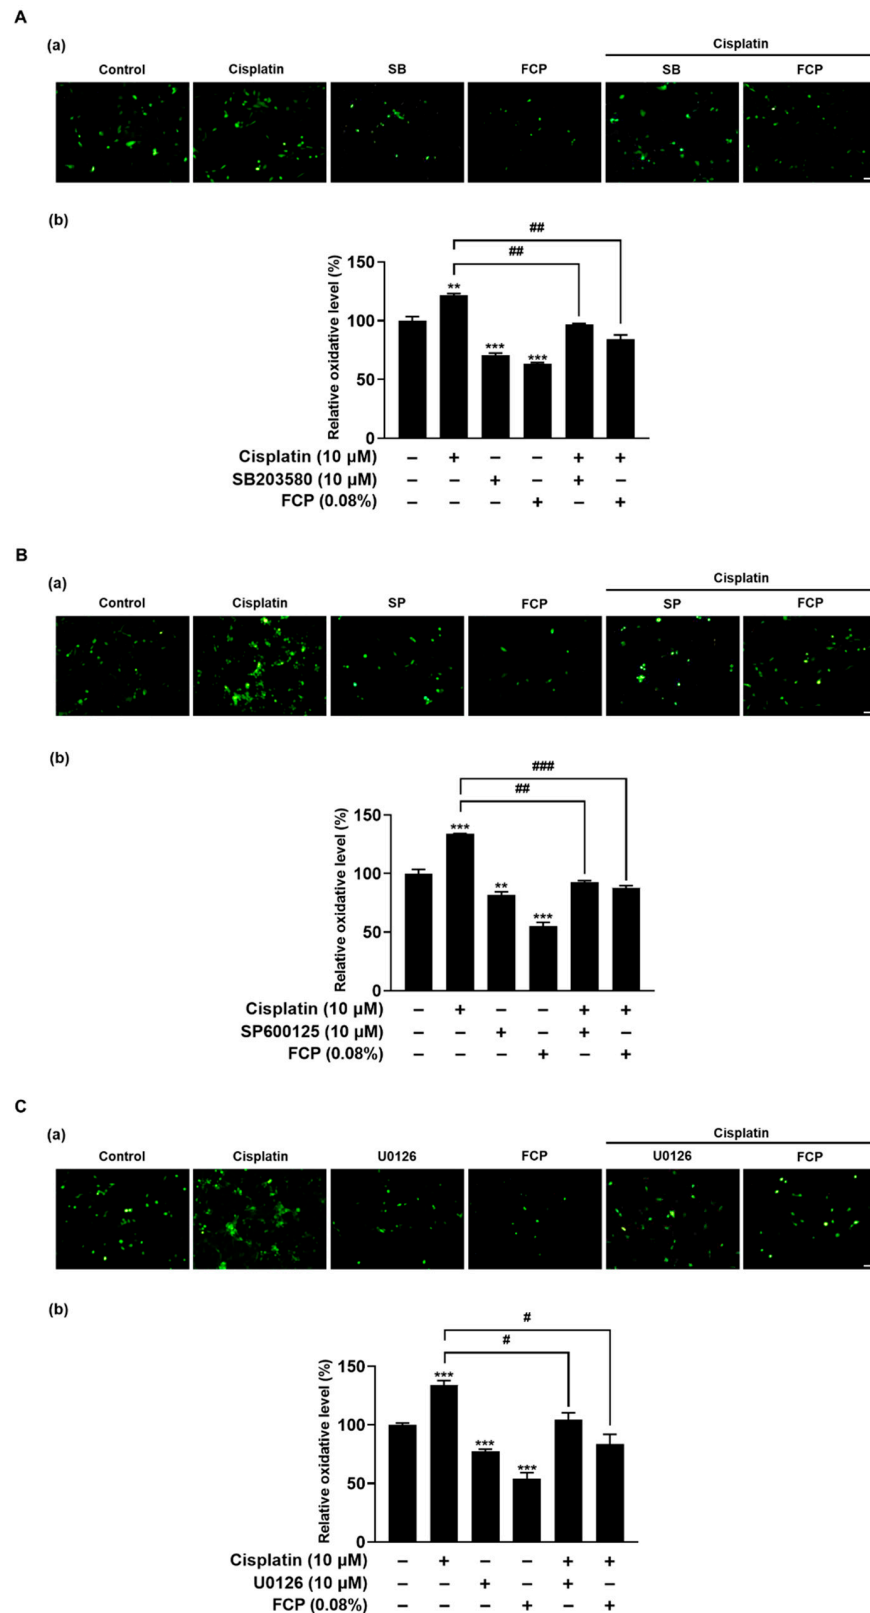 A
(a)
Cisplatin
Control Cisplatin SB FCP SB FCP
(b)
##
##
Relative oxidative level (%)
150
100
50
0
** *** ***
Cisplatin (10 µM) – + – – + +
SB203580 (10 µM) – – + – + –
FCP (0.08%) – – – + – +
B
(a)
Cisplatin
Control Cisplatin SP FCP SP FCP
(b)
###
##
Relative oxidative level (%)
150
100
50
0
*** ** ***
Cisplatin (10 µM) – + – – + +
SP600125 (10 µM) – – + – + –
FCP (0.08%) – – – + – +
C
(a)
Cisplatin
Control Cisplatin U0126 FCP U0126 FCP
(b)
#
#
Relative oxidative level (%)
150
100
50
0
*** *** ***
Cisplatin (10 µM) – + – – + +
U0126 (10 µM) – – + – + –
FCP (0.08%) – – – + – +